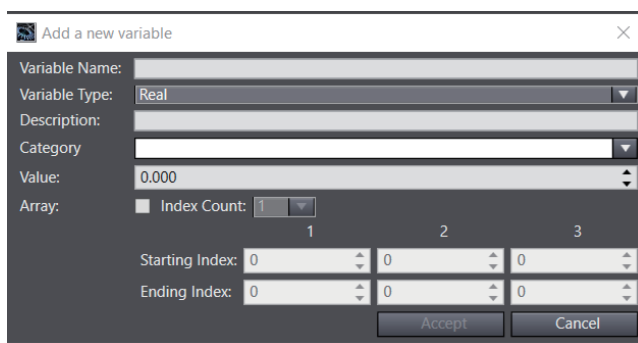 Add a new variable
Variable Name:
Variable Type: Real
Description:
Category
Value: 0.000
Array: Index Count: 1
1 2 3
Starting Index: 0 0 0
Ending Index: 0 0 0
Accept Cancel